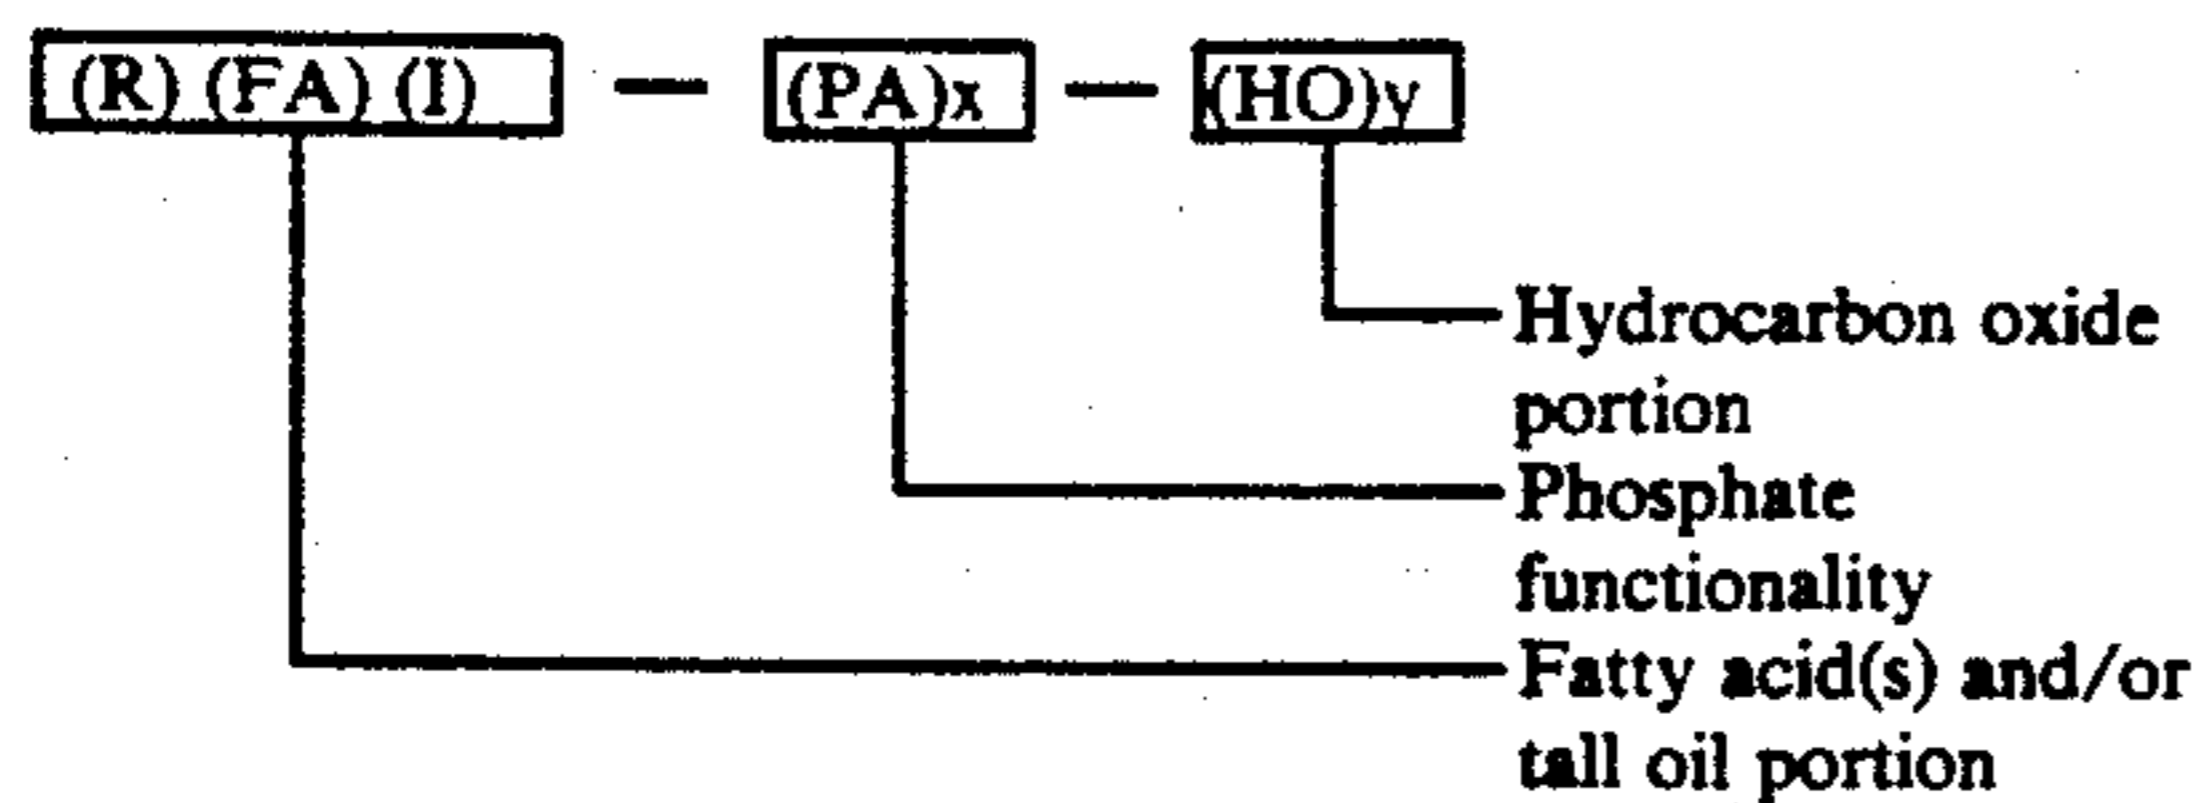 (R) (FA) (I) — (PA)x — (HO)y
Hydrocarbon oxide
portion
Phosphate
functionality
Fatty acid(s) and/or
tall oil portion